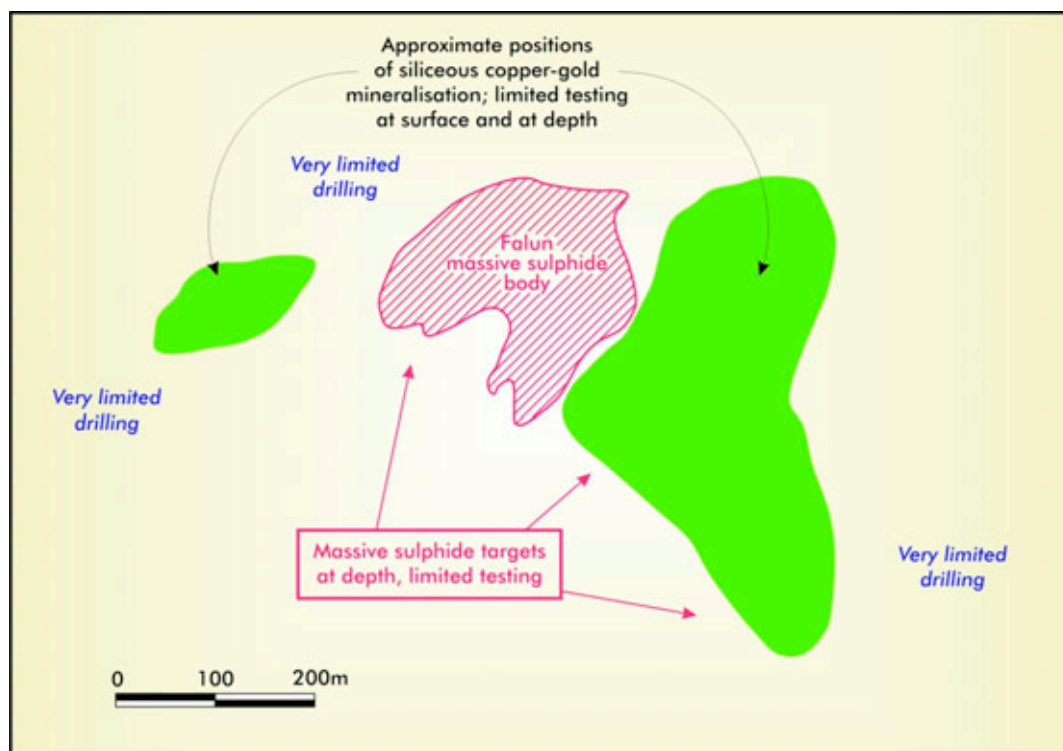 Approximate positions
of siliceous copper-gold
mineralisation; limited testing
at surface and at depth
Very limited
drilling
Falun
massive sulphide
body
Very limited
drilling
Massive sulphide targets
at depth, limited testing
Very limited
drilling
0 100 200m